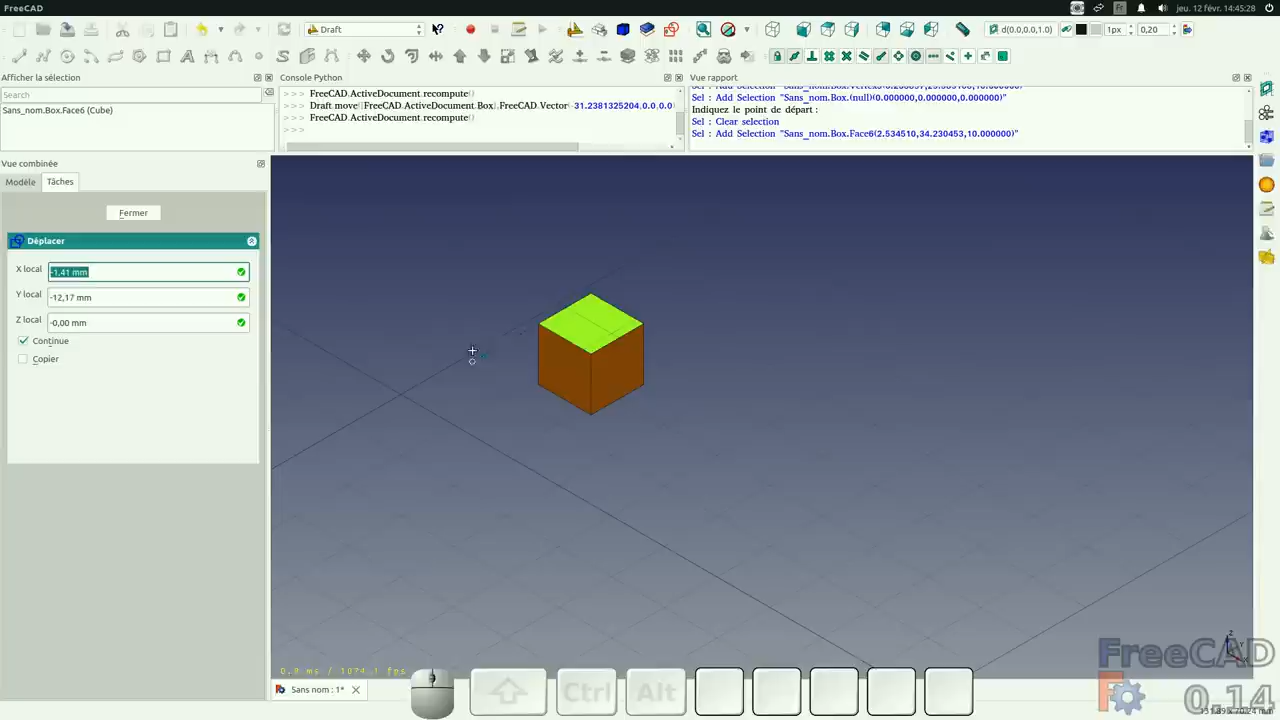 FreeCAD
Fr
jeu. 12 Févr. 14:45:28
Draft
d(0.0,0.0,1.0)
1px
0,20
Afficher la sélection
Search
Sans_nom.Box.Face6 (Cube)
Console Python
>>> FreeCAD.ActiveDocument.recompute()
>>> Draft.move([FreeCAD.ActiveDocument.Box],FreeCAD.Vector(-31.2381325204,0.0,0.0)
>>> FreeCAD.ActiveDocument.recompute()
>>>
Vue rapport
Sel : Add Selection "Sans_nom.Box.(null)(0.000000,0.000000,0.000000)"
Indiquez le point de départ :
Sel : Clear selection
Sel : Add Selection "Sans_nom.Box.Face6(2.534510,34.230453,10.000000)"
Vue combinée
Modèle
Tâches
Fermer
Déplacer
X local
-1,41 mm
Y local
-12,17 mm
Z local
-0,00 mm
Continue
Copier
Sans nom : 1*
Ctrl
Alt
FreeCAD
0.14